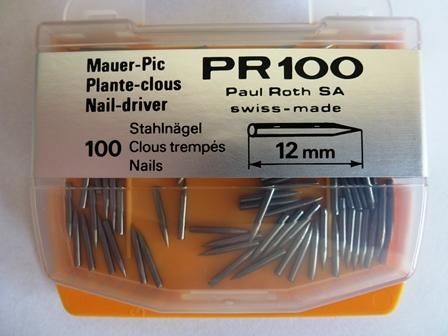 Mauer-Pic
Plante-clous
Nail-driver
PR100
Paul Roth SA
swiss-made
100
Stahlnägel
Clous trempés
Nails
12 mm